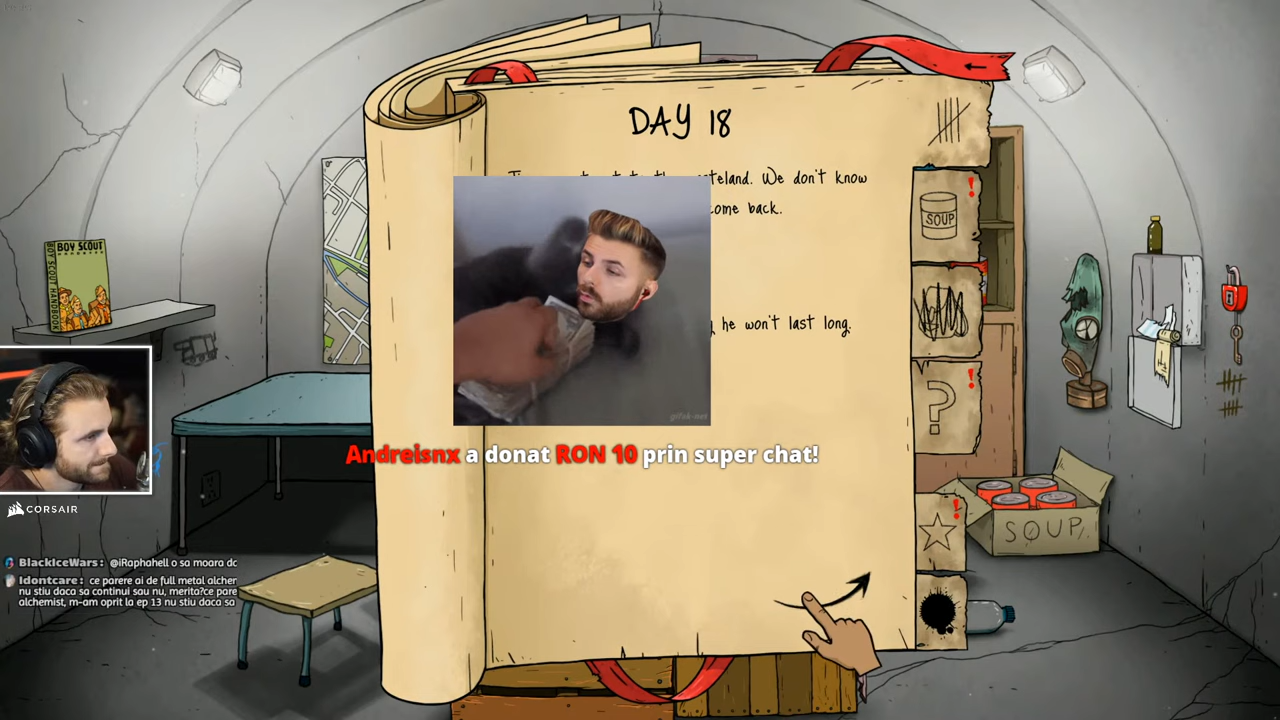 DAY 18
wasteland. We don't know
come back.
he won't last long.
BOY SCOUT
BOY SCOUT HANDBOOK
SOUP
?
SOUP
gifak-net
Andreisnx a donat RON 10 prin super chat!
CORSAIR
BlackIceWars: @iRaphahell o sa moara dc
Idontcare: ce parere ai de full metal alcher
nu stiu daca sa continui sau nu, merita?ce pare
alchemist, m-am oprit la ep 13 nu stiu daca sa